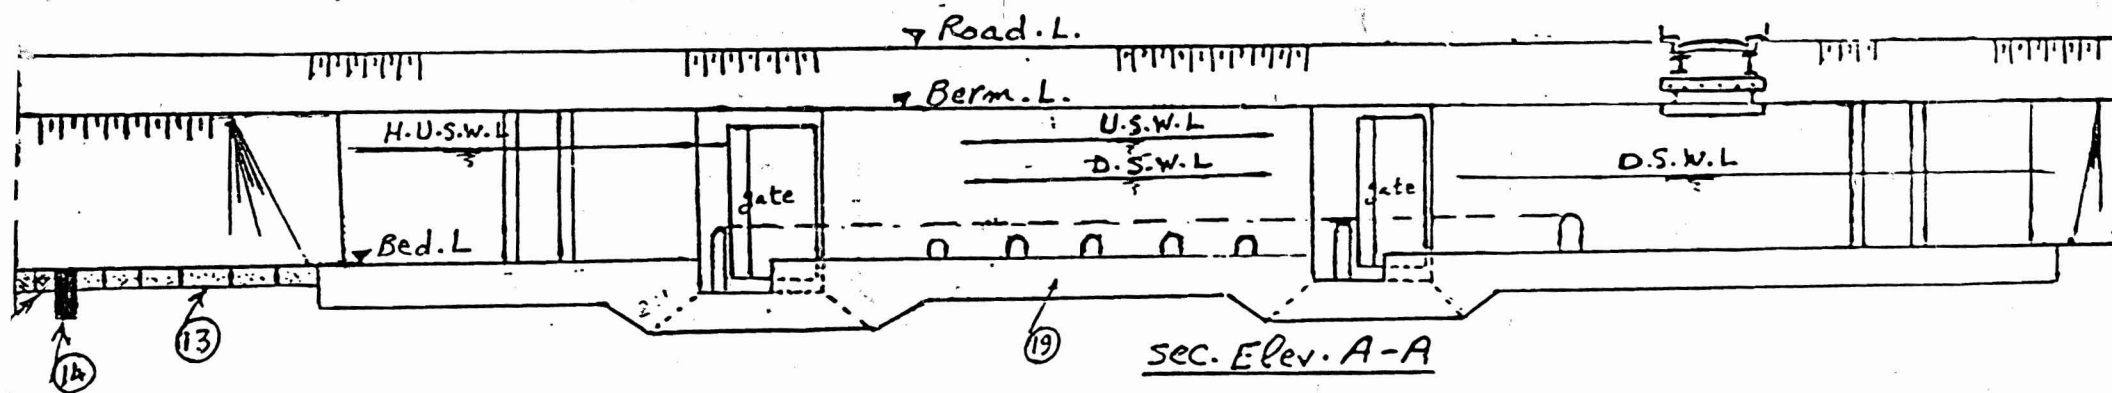 Road.L.
Berm.L.
H.U.S.W.L
U.S.W.L
D.S.W.L
D.S.W.L
gate
gate
Bed.L
13
14
19
sec. Elev. A-A